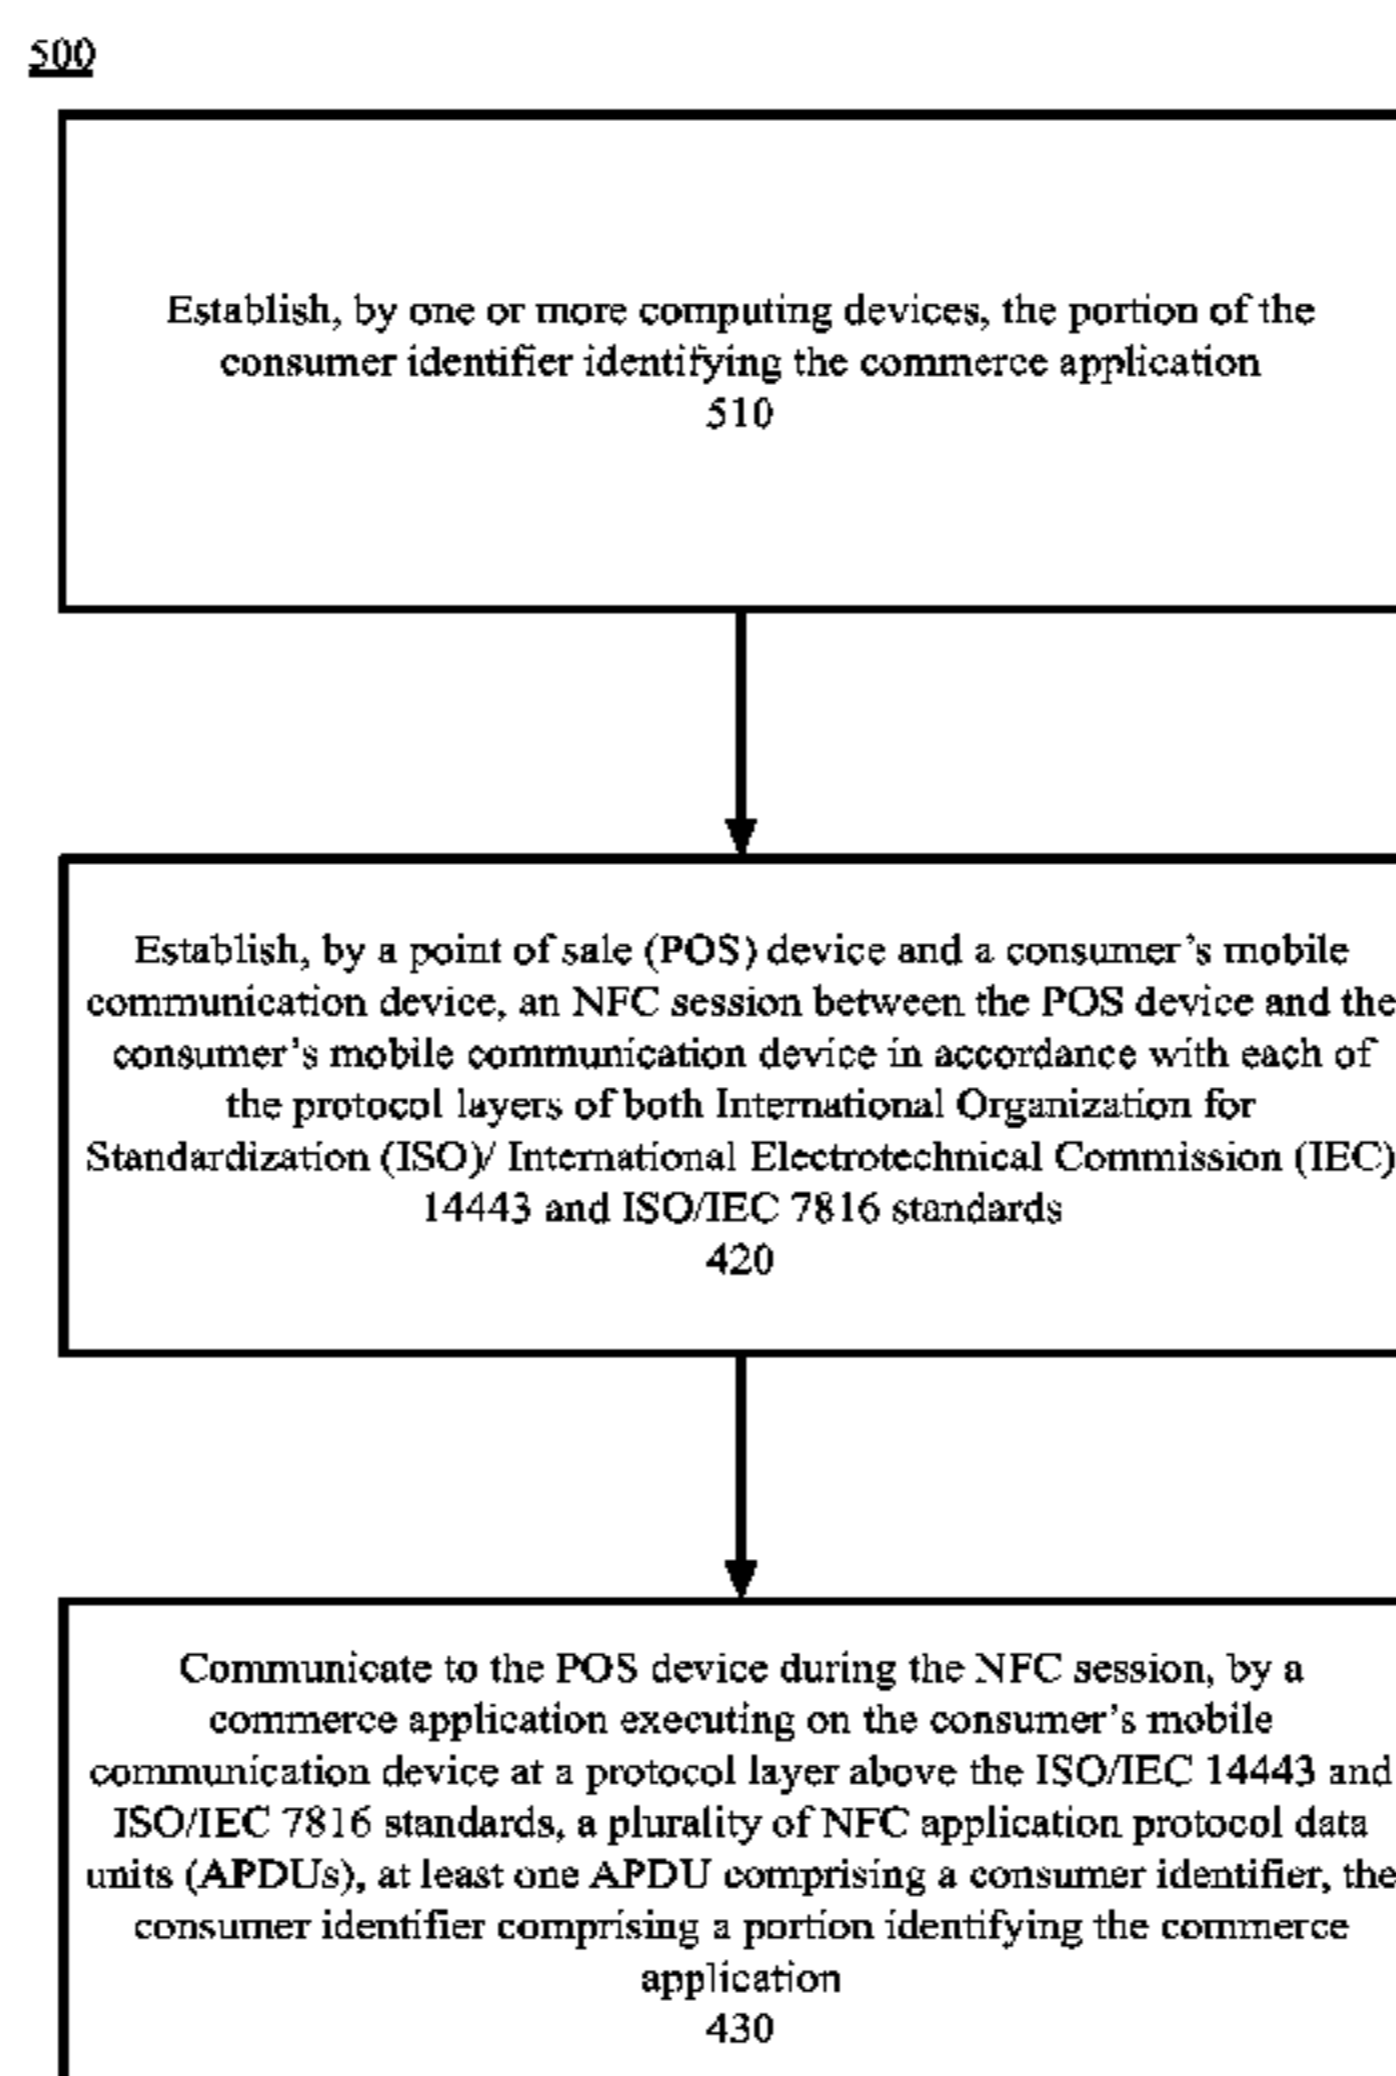 500
Establish, by one or more computing devices, the portion of the
consumer identifier identifying the commerce application
510
Establish, by a point of sale (POS) device and a consumer's mobile
communication device, an NFC session between the POS device and the
consumer's mobile communication device in accordance with each of
the protocol layers of both International Organization for
Standardization (ISO)/ International Electrotechnical Commission (IEC)
14443 and ISO/IEC 7816 standards
420
Communicate to the POS device during the NFC session, by a
commerce application executing on the consumer's mobile
communication device at a protocol layer above the ISO/IEC 14443 and
ISO/IEC 7816 standards, a plurality of NFC application protocol data
units (APDUs), at least one APDU comprising a consumer identifier, the
consumer identifier comprising a portion identifying the commerce
application
430